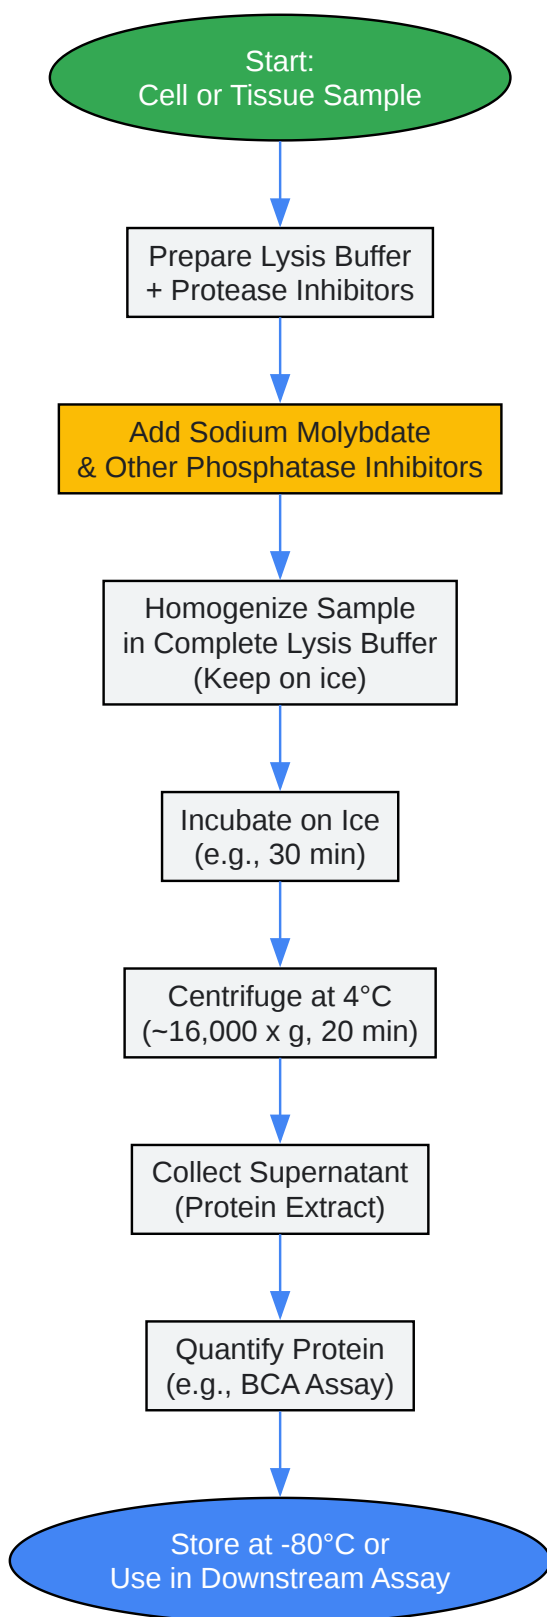 Start:
Cell or Tissue Sample
Prepare Lysis Buffer
+ Protease Inhibitors
Add Sodium Molybdate
& Other Phosphatase Inhibitors
Homogenize Sample
in Complete Lysis Buffer
(Keep on ice)
Incubate on Ice
(e.g., 30 min)
Centrifuge at 4°C
(~16,000 x g, 20 min)
Collect Supernatant
(Protein Extract)
Quantify Protein
(e.g., BCA Assay)
Store at -80°C or
Use in Downstream Assay